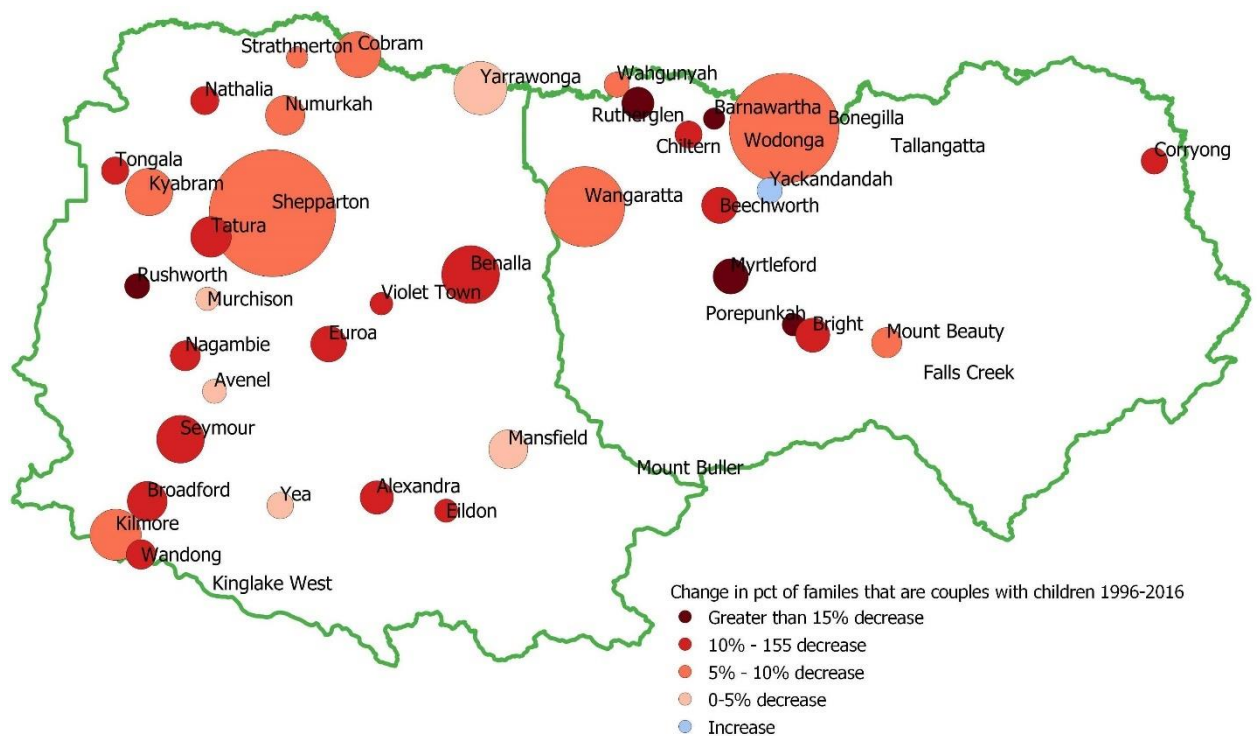 Strathmerton
Cobram
Yarrawonga
Wahgunyah
Nathalia
Numurkah
Rutherglen
Barnawartha
Bonegilla
Chiltern
Wodonga
Tallangatta
Corryong
Tongala
Kyabram
Shepparton
Wangaratta
Yackandandah
Beechworth
Tatura
Benalla
Myrtleford
Rushworth
Murchison
Violet Town
Porepunkah
Bright
Mount Beauty
Euroa
Nagambie
Falls Creek
Avenel
Seymour
Mansfield
Mount Buller
Broadford
Yea
Alexandra
Eildon
Kilmore
Wandong
Kinglake West
Change in pct of familes that are couples with children 1996-2016
Greater than 15% decrease
10% - 155 decrease
5% - 10% decrease
0-5% decrease
Increase